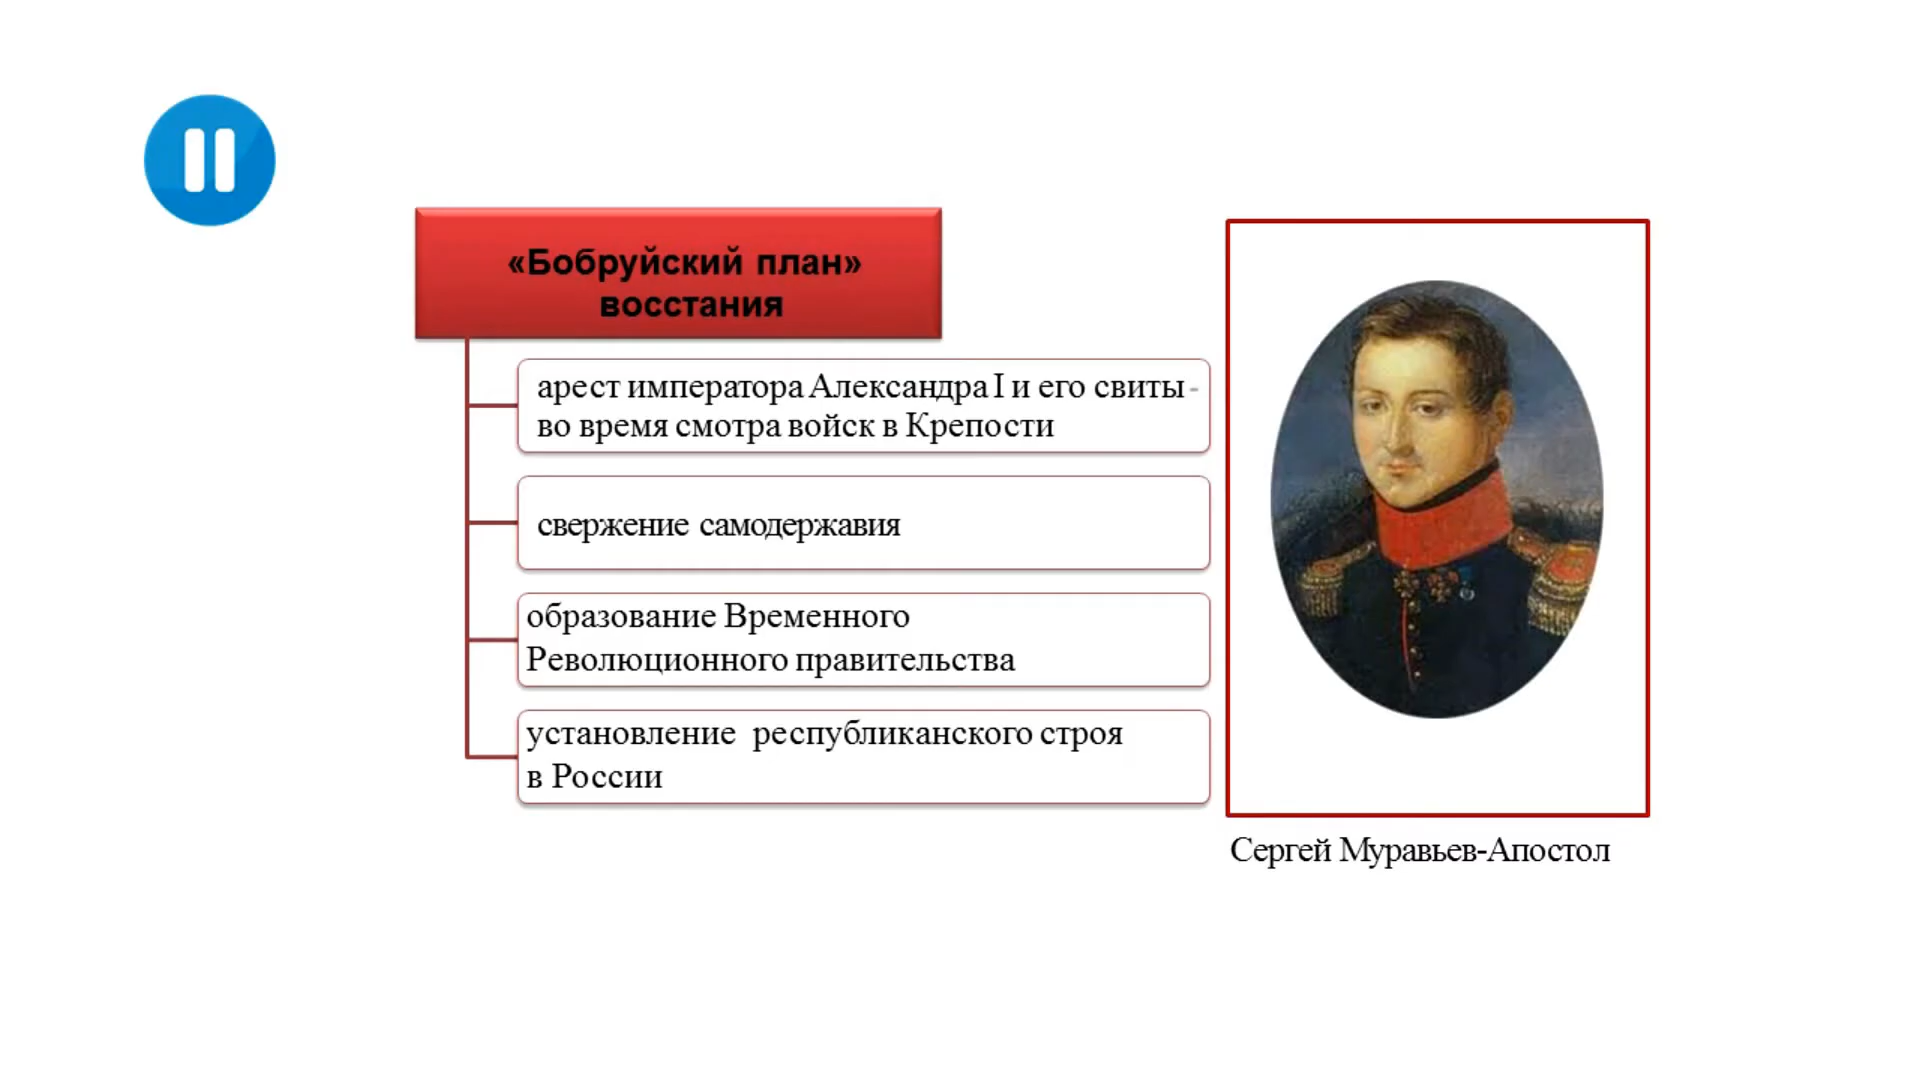 «Бобруйский план»
восстания
арест императора Александра I и его свиты -
во время смотра войск в Крепости
свержение самодержавия
образование Временного
Революционного правительства
установление республиканского строя
в России
Сергей Муравьев-Апостол